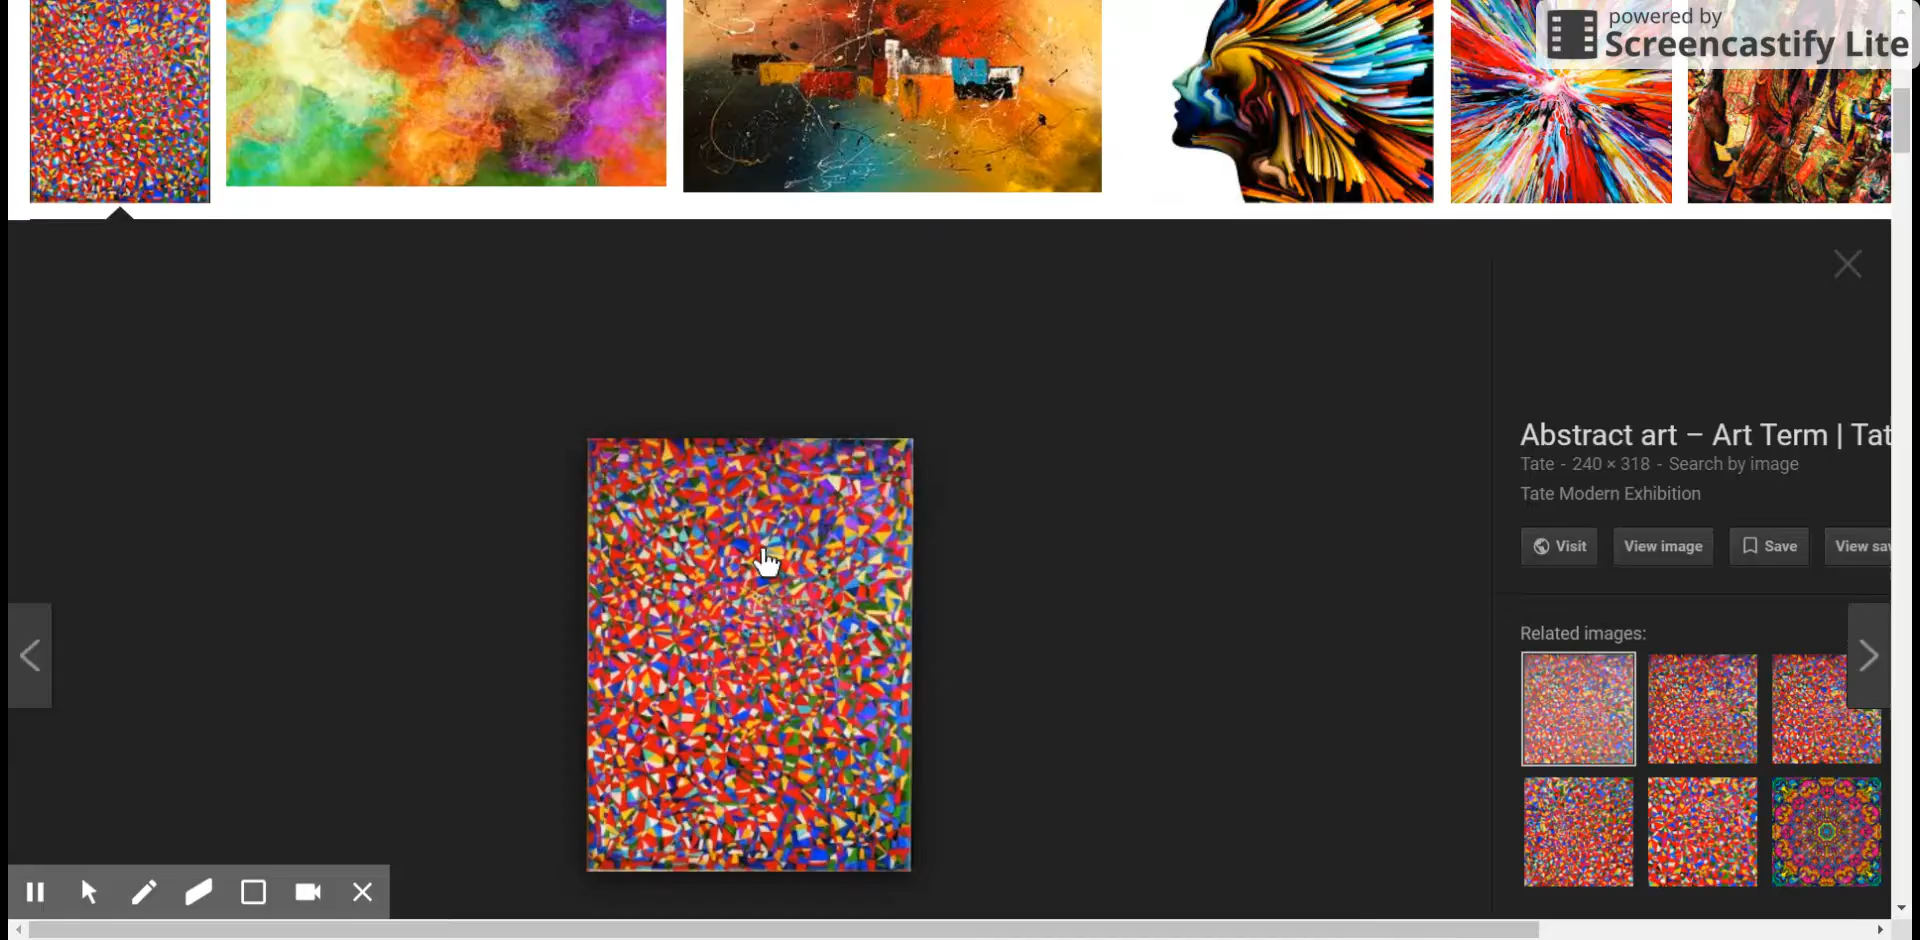 powered by
Screencastify Lite
Abstract art – Art Term | Tat
Tate - 240 × 318 - Search by image
Tate Modern Exhibition
Visit
View image
Save
View sav
Related images: